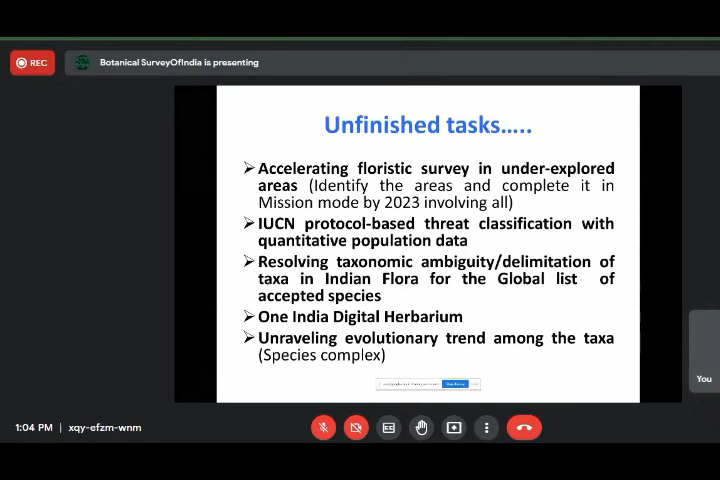 REC
Botanical SurveyOfIndia is presenting
Unfinished tasks.....
➢Accelerating floristic survey in under-explored
areas (Identify the areas and complete it in
Mission mode by 2023 involving all)
➢IUCN protocol-based threat classification with
quantitative population data
➢Resolving taxonomic ambiguity/delimitation of
taxa in Indian Flora for the Global list of
accepted species
➢One India Digital Herbarium
➢Unraveling evolutionary trend among the taxa
(Species complex)
You
1:04 PM | xqy-efzm-wnm